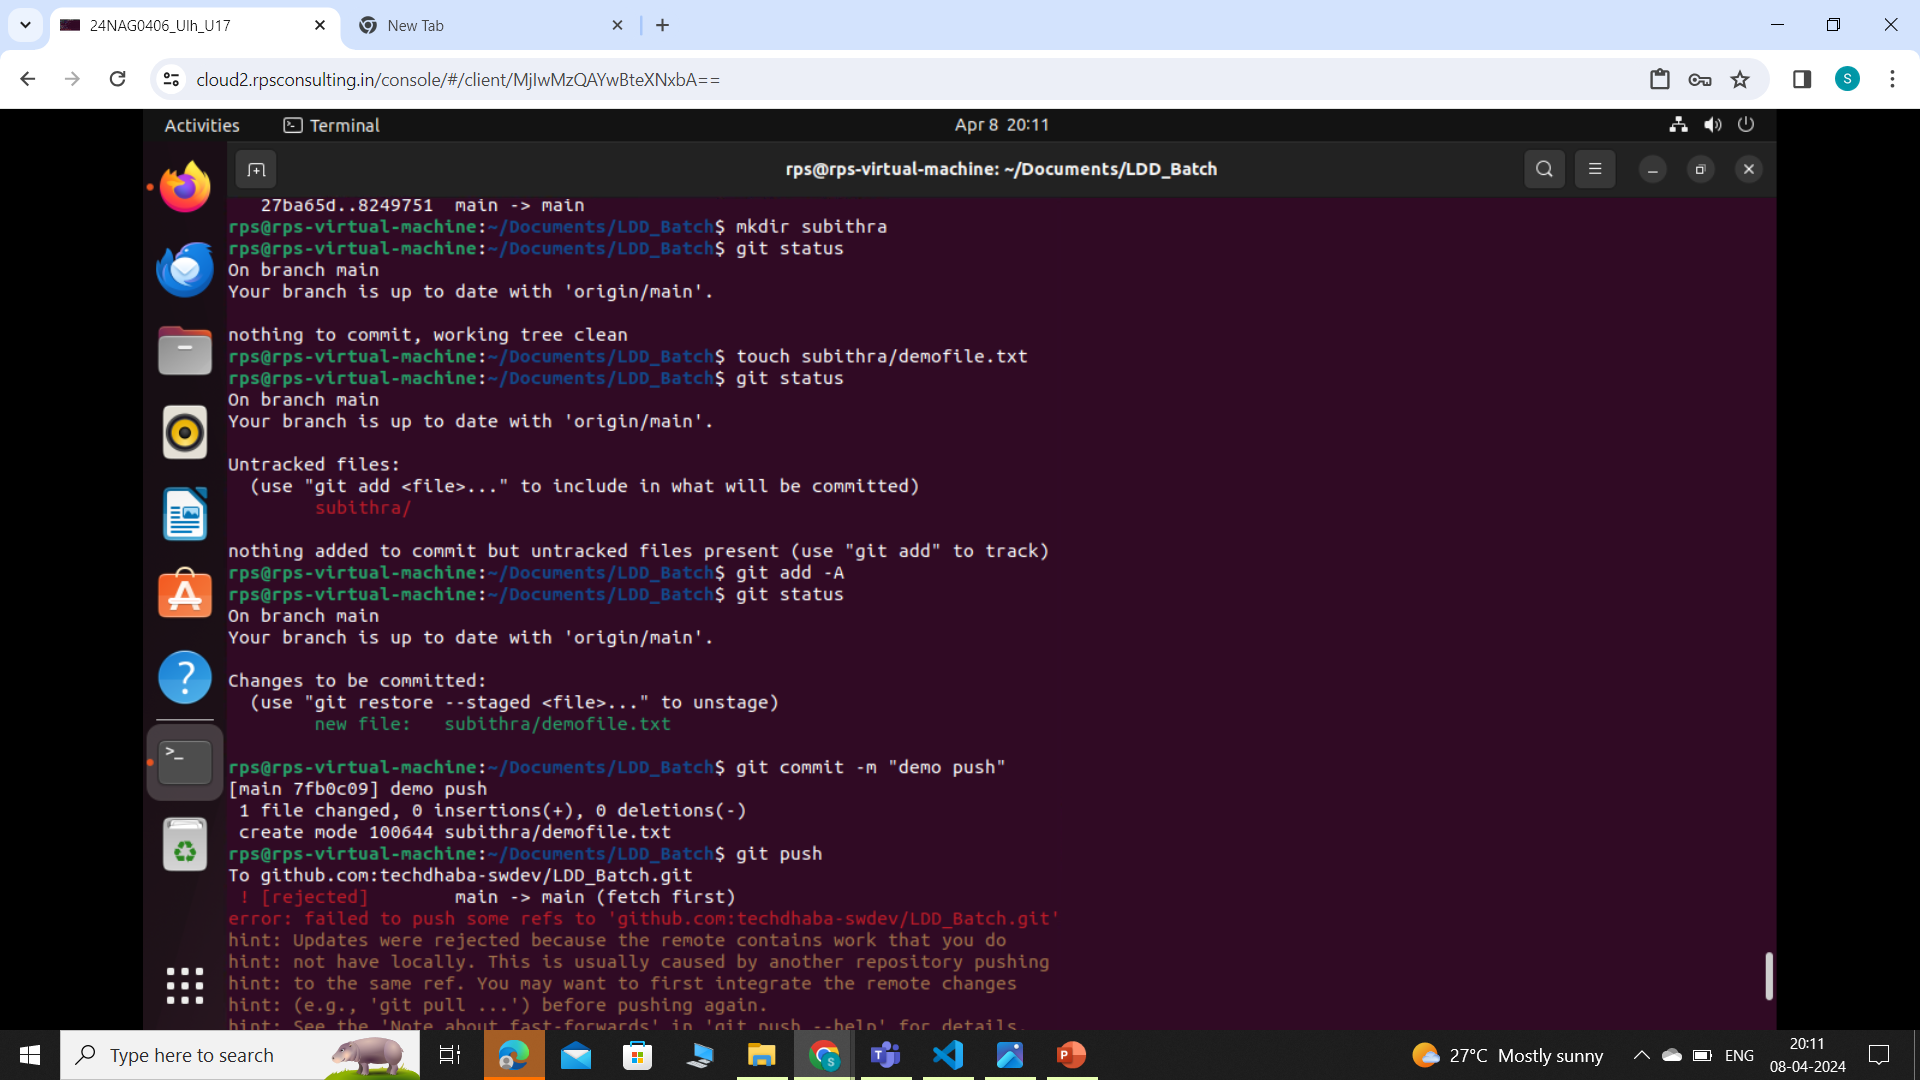 24NAG0406_Ulh_U17
New Tab
cloud2.rpsconsulting.in/console/#/client/MjIwMzQAYwBteXNxbA==
S
Activities
Terminal
Apr 8 20:11
rps@rps-virtual-machine: ~/Documents/LDD_Batch
27ba65d..8249751 main -> main
rps@rps-virtual-machine:~/Documents/LDD_Batch$ mkdir subithra
rps@rps-virtual-machine:~/Documents/LDD_Batch$ git status
On branch main
Your branch is up to date with 'origin/main'.
nothing to commit, working tree clean
rps@rps-virtual-machine:~/Documents/LDD_Batch$ touch subithra/demofile.txt
rps@rps-virtual-machine:~/Documents/LDD_Batch$ git status
On branch main
Your branch is up to date with 'origin/main'.
Untracked files:
(use "git add <file>..." to include in what will be committed)
subithra/
nothing added to commit but untracked files present (use "git add" to track)
rps@rps-virtual-machine:~/Documents/LDD_Batch$ git add -A
rps@rps-virtual-machine:~/Documents/LDD_Batch$ git status
On branch main
Your branch is up to date with 'origin/main'.
Changes to be committed:
(use "git restore --staged <file>..." to unstage)
new file: subithra/demofile.txt
rps@rps-virtual-machine:~/Documents/LDD_Batch$ git commit -m "demo push"
[main 7fb0c09] demo push
1 file changed, 0 insertions(+), 0 deletions(-)
create mode 100644 subithra/demofile.txt
rps@rps-virtual-machine:~/Documents/LDD_Batch$ git push
To github.com:techdhaba-swdev/LDD_Batch.git
! [rejected] main -> main (fetch first)
error: failed to push some refs to 'github.com:techdhaba-swdev/LDD_Batch.git'
hint: Updates were rejected because the remote contains work that you do
hint: not have locally. This is usually caused by another repository pushing
hint: to the same ref. You may want to first integrate the remote changes
hint: (e.g., 'git pull ...') before pushing again.
hint: See the 'Note about fast-forwards' in 'git push --help' for details.
Type here to search
27°C Mostly sunny
ENG
20:11
08-04-2024